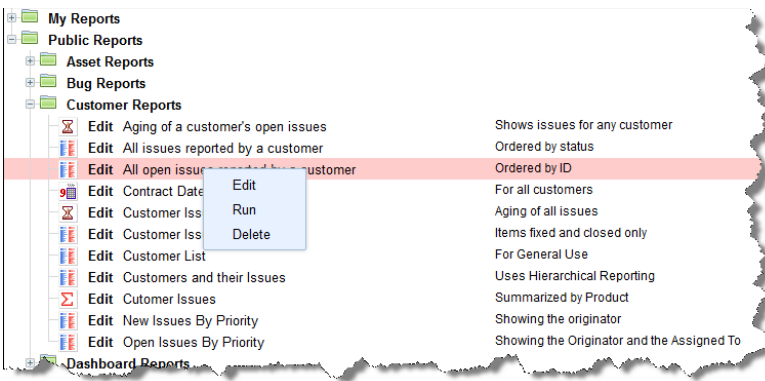 My Reports
Public Reports
Asset Reports
Bug Reports
Customer Reports
Edit Aging of a customer's open issues Shows issues for any customer
Edit All issues reported by a customer Ordered by status
Edit All open issues reported by a customer Ordered by ID
Edit Contract Date For all customers
Edit
Edit Customer Iss Aging of all issues
Run
Edit Customer Iss Items fixed and closed only
Delete
Edit Customer List For General Use
Edit Customers and their Issues Uses Hierarchical Reporting
Edit Cutomer Issues Summarized by Product
Edit New Issues By Priority Showing the originator
Edit Open Issues By Priority Showing the Originator and the Assigned To
Dashboard Reports